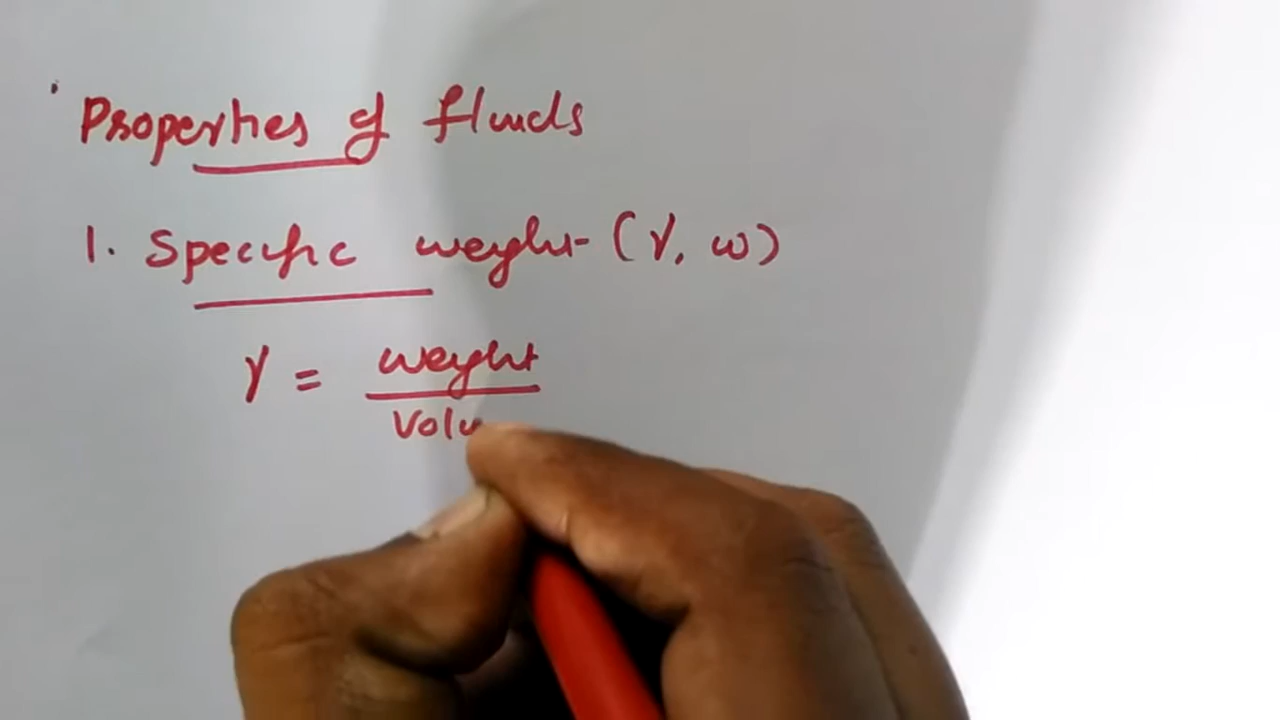 Properties of fluids
1. Specific weight (γ, ω)
γ = weight
Volu